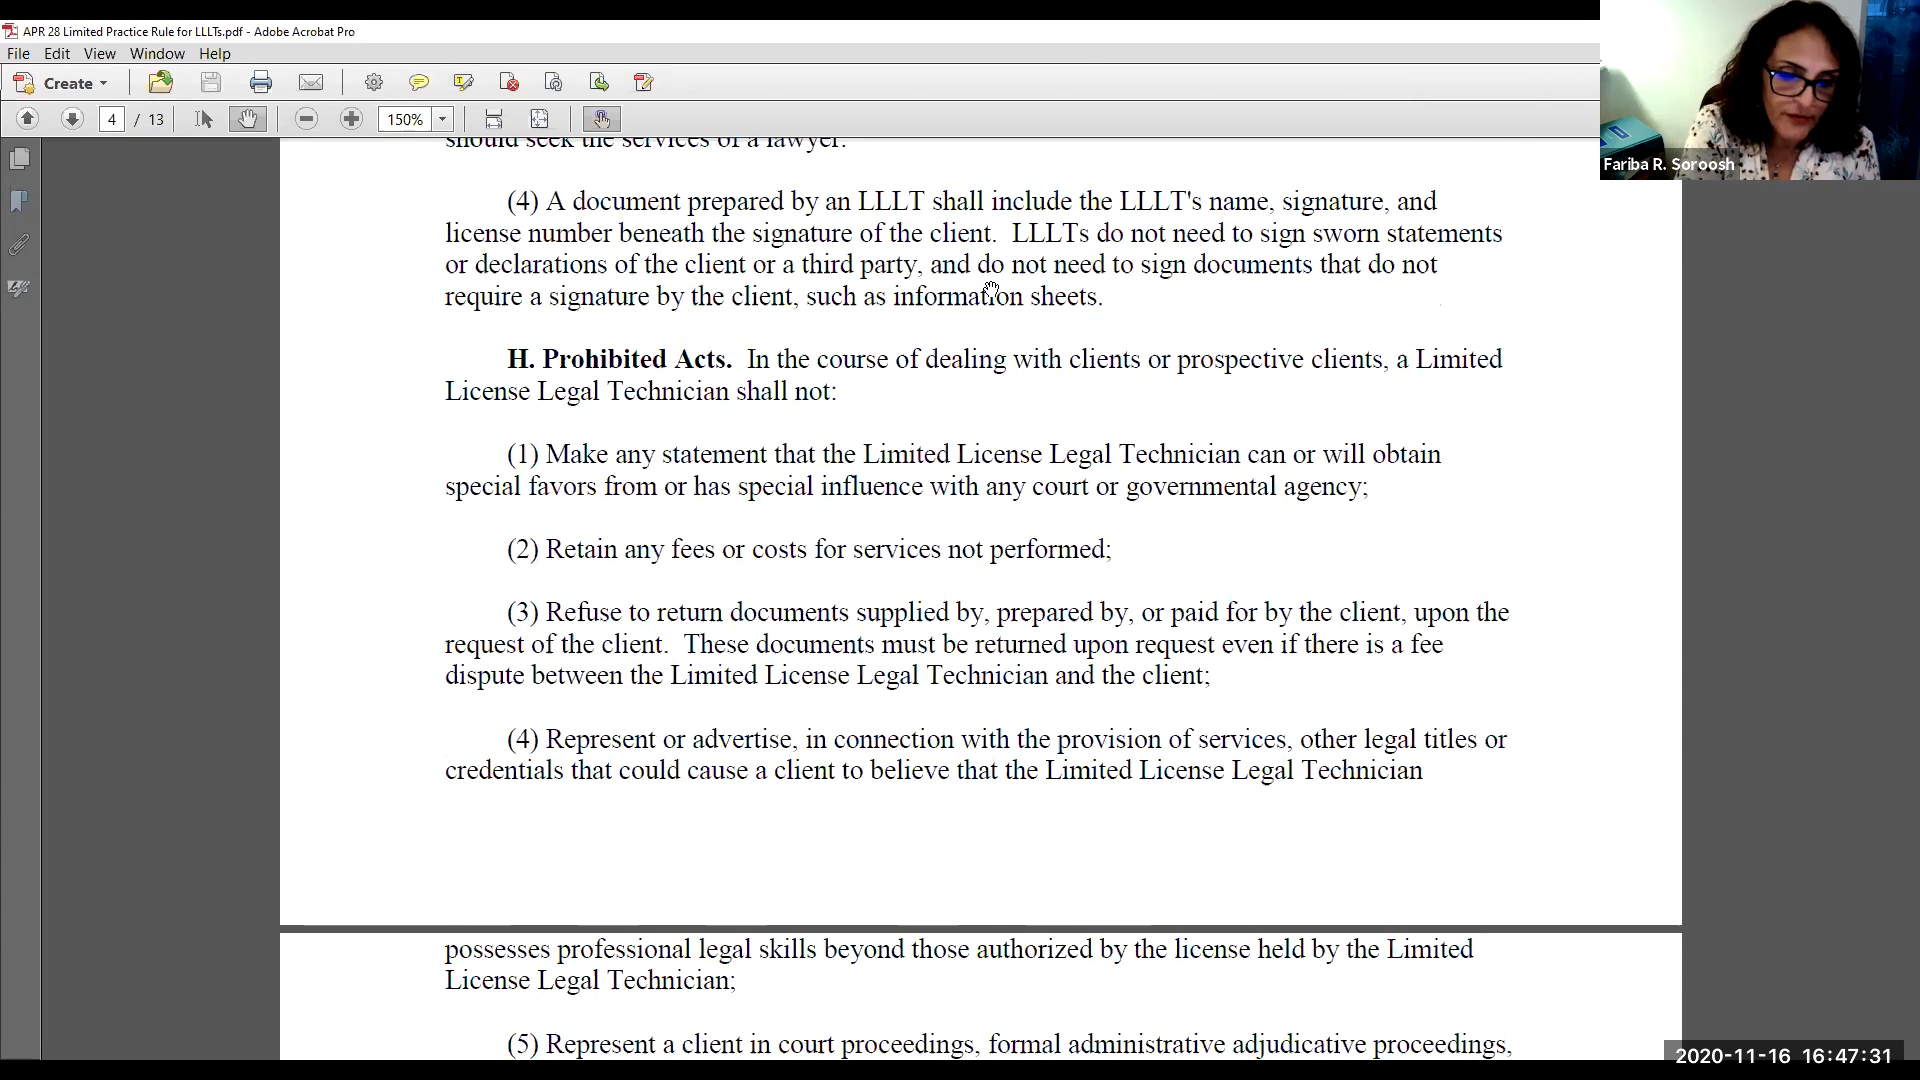 APR 28 Limited Practice Rule for LLLTs.pdf - Adobe Acrobat Pro
File Edit View Window Help
Create
4 / 13 150%
should seek the services of a lawyer.
(4) A document prepared by an LLLT shall include the LLLT's name, signature, and
license number beneath the signature of the client.  LLLTs do not need to sign sworn statements
or declarations of the client or a third party, and do not need to sign documents that do not
require a signature by the client, such as information sheets.
H. Prohibited Acts.  In the course of dealing with clients or prospective clients, a Limited
License Legal Technician shall not:
(1) Make any statement that the Limited License Legal Technician can or will obtain
special favors from or has special influence with any court or governmental agency;
(2) Retain any fees or costs for services not performed;
(3) Refuse to return documents supplied by, prepared by, or paid for by the client, upon the
request of the client.  These documents must be returned upon request even if there is a fee
dispute between the Limited License Legal Technician and the client;
(4) Represent or advertise, in connection with the provision of services, other legal titles or
credentials that could cause a client to believe that the Limited License Legal Technician
possesses professional legal skills beyond those authorized by the license held by the Limited
License Legal Technician;
(5) Represent a client in court proceedings, formal administrative adjudicative proceedings,
Fariba R. Soroosh
2020-11-16 16:47:31